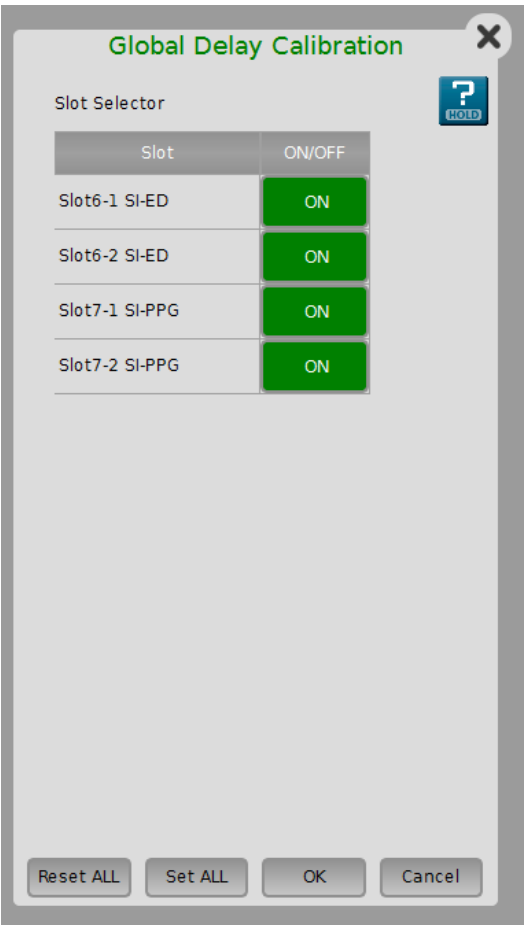 Global Delay Calibration
X
Slot Selector
?
HOLD
Slot ON/OFF
Slot6-1 SI-ED ON
Slot6-2 SI-ED ON
Slot7-1 SI-PPG ON
Slot7-2 SI-PPG ON
Reset ALL Set ALL OK Cancel